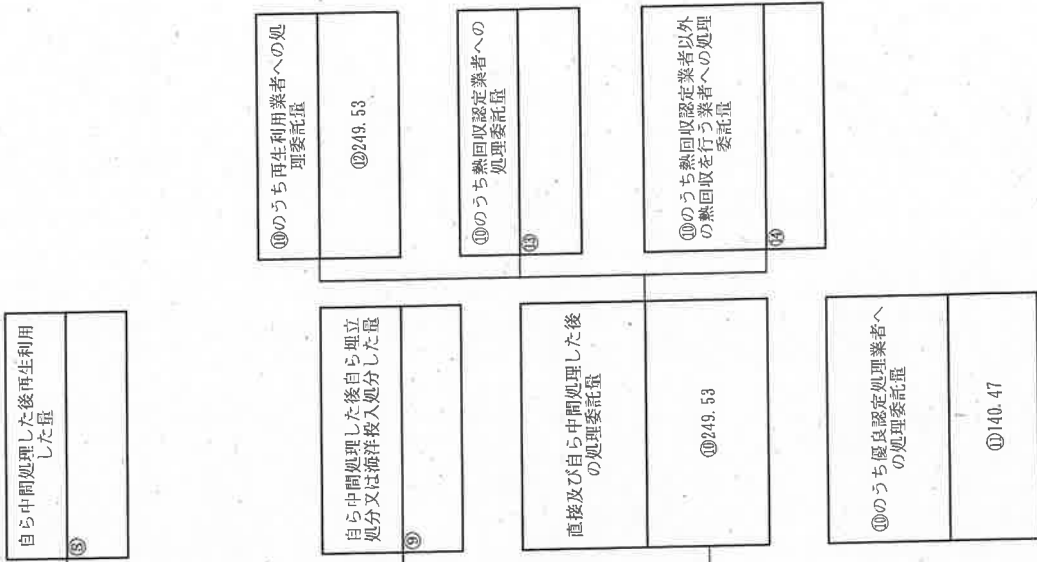 自ら中間処理した後再生利用
した量
⑧
自ら中間処理した後自ら埋立
処分又は海洋投入処分した量
⑨
直接及び自ら中間処理した後
の処理委託量
⑩249.53
⑩のうち優良認定処理業者へ
の処理委託量
⑪140.47
⑩のうち再生利用業者への処
理委託量
⑫249.53
⑩のうち熱回収認定業者への
処理委託量
⑬
⑩のうち熱回収認定業者以外
の熱回収を行う業者への処理
委託量
⑭